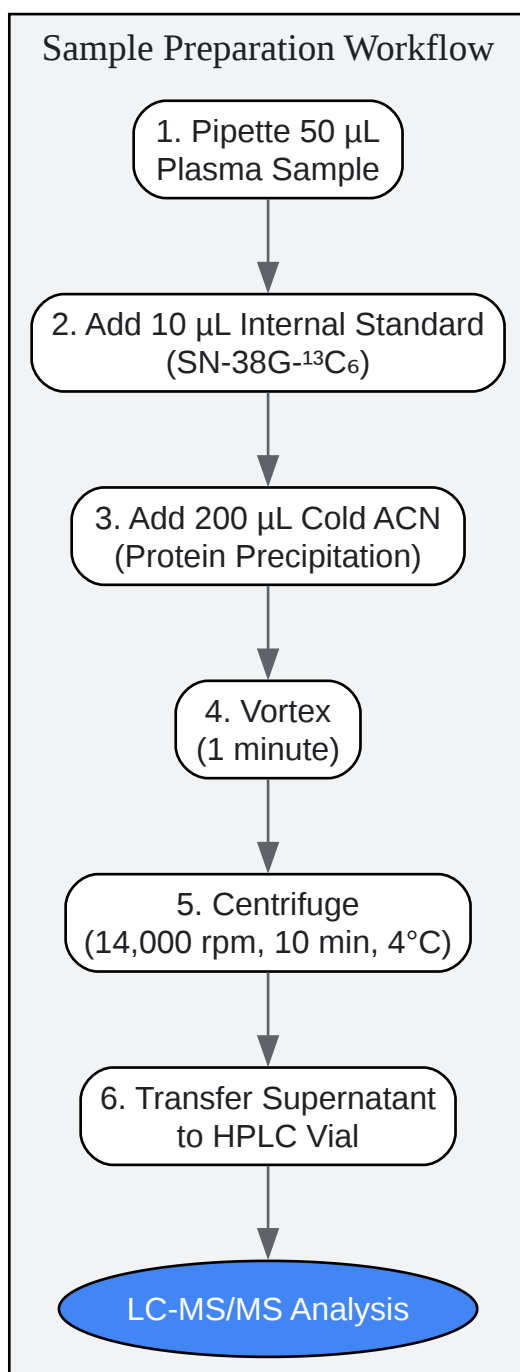 Sample Preparation Workflow
1. Pipette 50 µL
Plasma Sample
2. Add 10 µL Internal Standard
(SN-38G-¹³C₆)
3. Add 200 µL Cold ACN
(Protein Precipitation)
4. Vortex
(1 minute)
5. Centrifuge
(14,000 rpm, 10 min, 4°C)
6. Transfer Supernatant
to HPLC Vial
LC-MS/MS Analysis